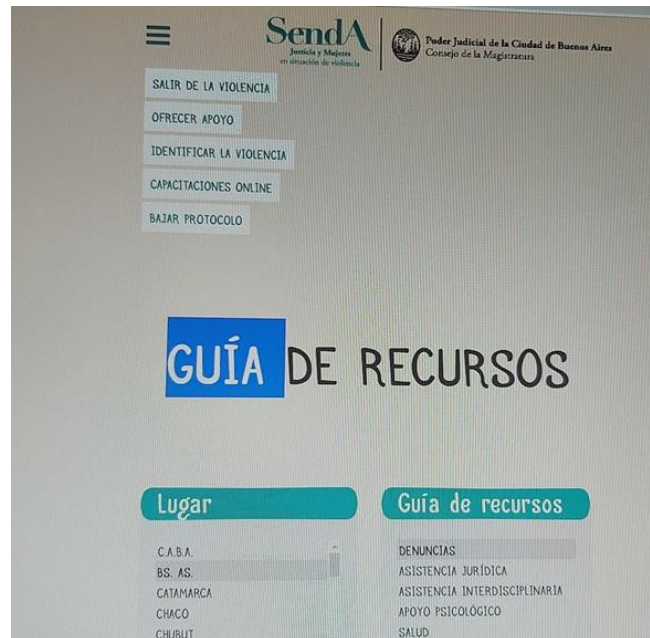 SendA
Justicia y Mujeres
en situación de violencia
Poder Judicial de la Ciudad de Buenos Aires
Consejo de la Magistratura
SALIR DE LA VIOLENCIA
OFRECER APOYO
IDENTIFICAR LA VIOLENCIA
CAPACITACIONES ONLINE
BAJAR PROTOCOLO
GUÍA DE RECURSOS
Lugar
C.A.B.A.
BS. AS.
CATAMARCA
CHACO
CHUBUT
Guía de recursos
DENUNCIAS
ASISTENCIA JURÍDICA
ASISTENCIA INTERDISCIPLINARIA
APOYO PSICOLÓGICO
SALUD